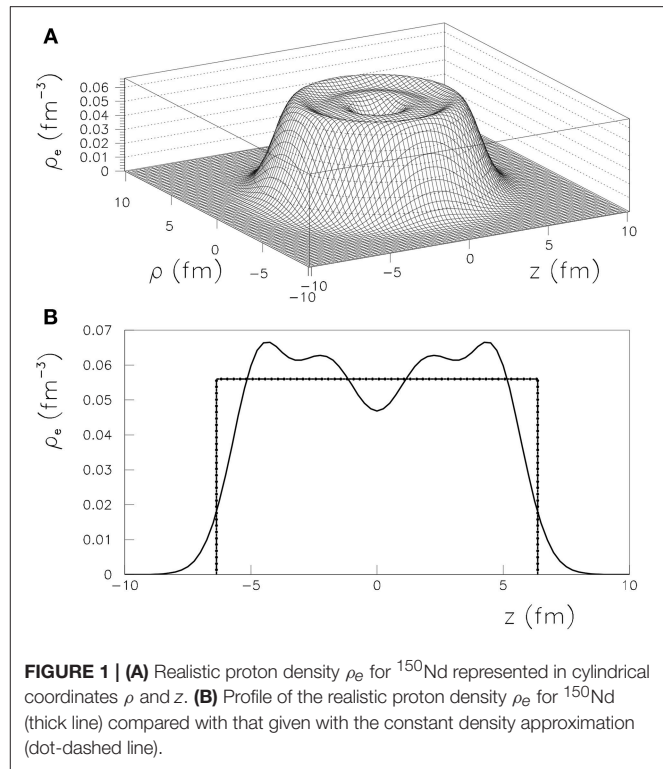 A
ρe (fm⁻³)
0.06
0.05
0.04
0.03
0.02
0.01
0
10
5
0
−5
−10
ρ (fm)
−10
−5
0
5
10
z (fm)
B
ρe (fm⁻³)
0.07
0.06
0.05
0.04
0.03
0.02
0.01
0
−10
−5
0
5
10
z (fm)
FIGURE 1 | (A) Realistic proton density ρe for ¹⁵⁰Nd represented in cylindrical
coordinates ρ and z. (B) Profile of the realistic proton density ρe for ¹⁵⁰Nd
(thick line) compared with that given with the constant density approximation
(dot-dashed line).